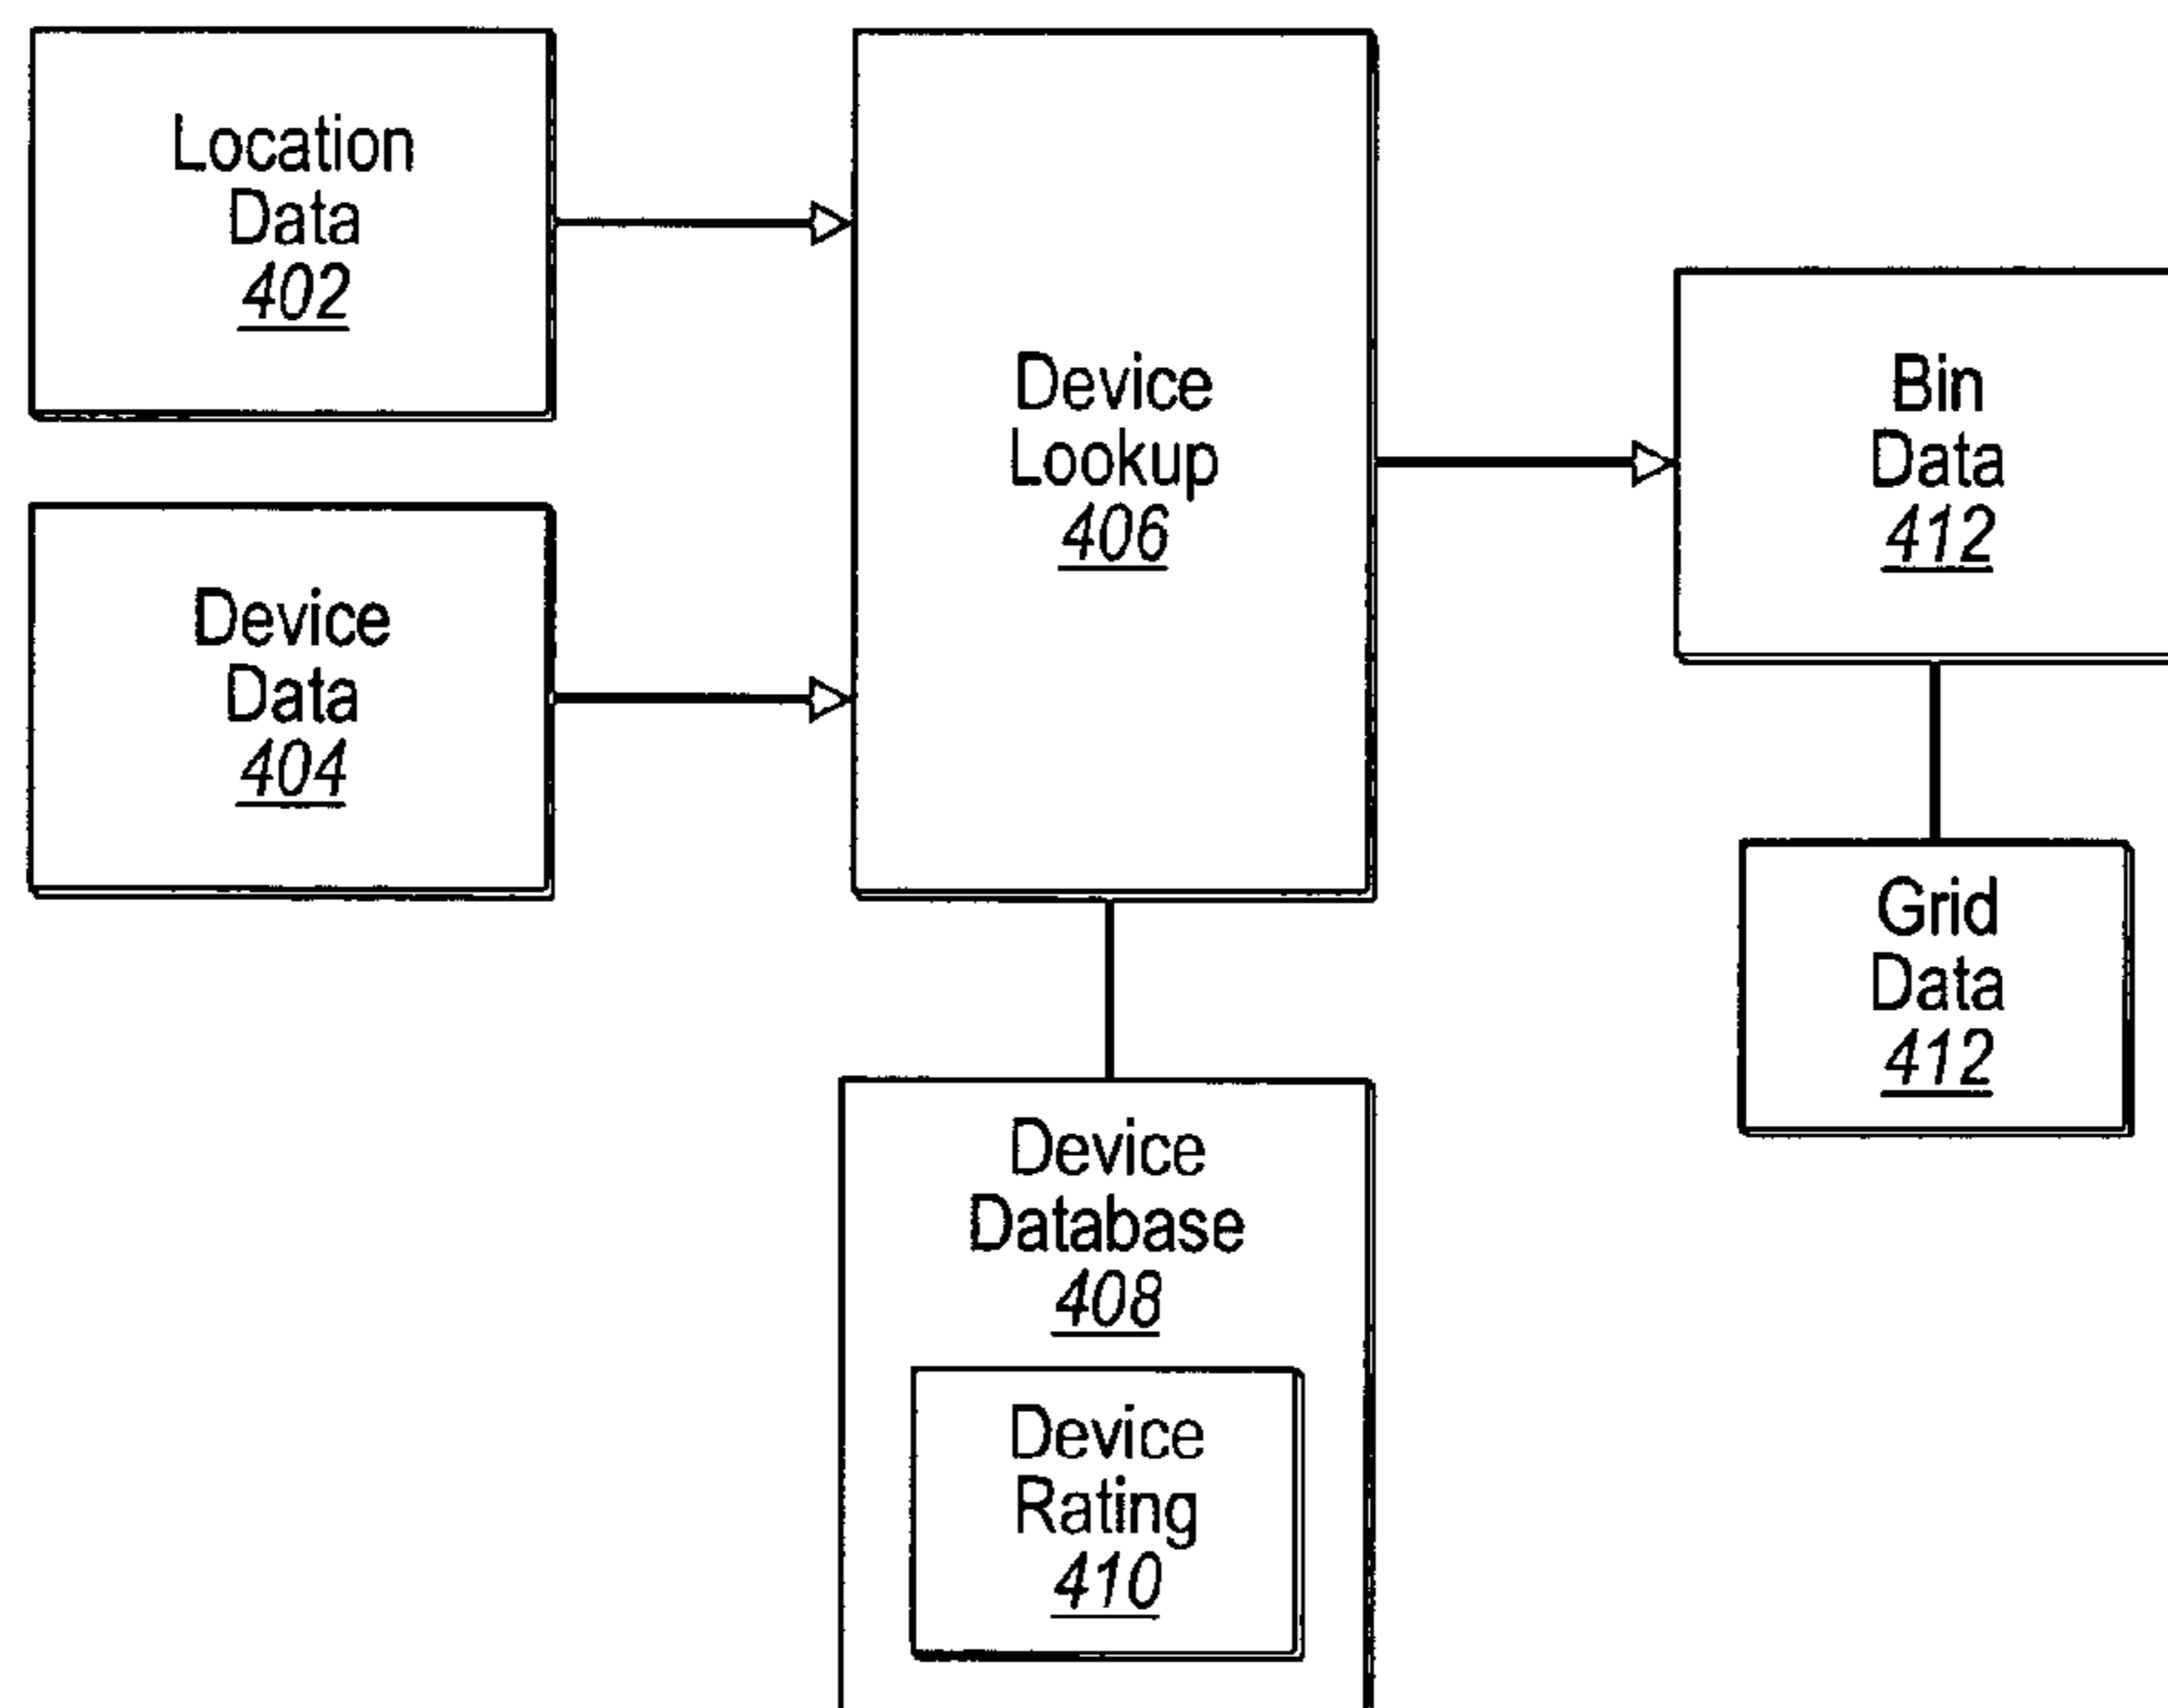 Location
Data
402
Device
Data
404
Device
Lookup
406
Bin
Data
412
Grid
Data
412
Device
Database
408
Device
Rating
410